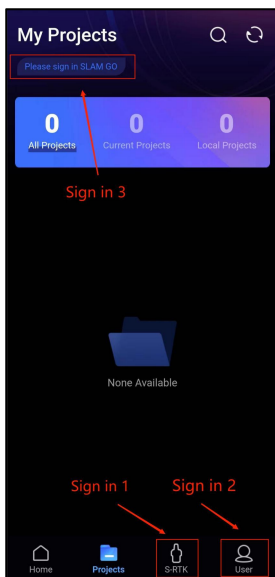 My Projects
Please sign in SLAM GO
0 0 0
All Projects Current Projects Local Projects
Sign in 3
None Available
Sign in 1 Sign in 2
Home Projects S-RTK User